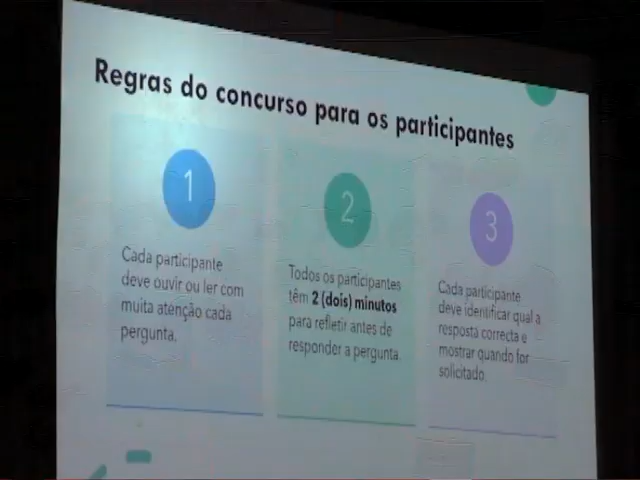 Regras do concurso para os participantes
1
Cada participante
deve ouvir ou ler com
muita atenção cada
pergunta.
2
Todos os participantes
têm 2 (dois) minutos
para refletir antes de
responder a pergunta.
3
Cada participante
deve identificar qual a
resposta correcta e
mostrar quando for
solicitado.